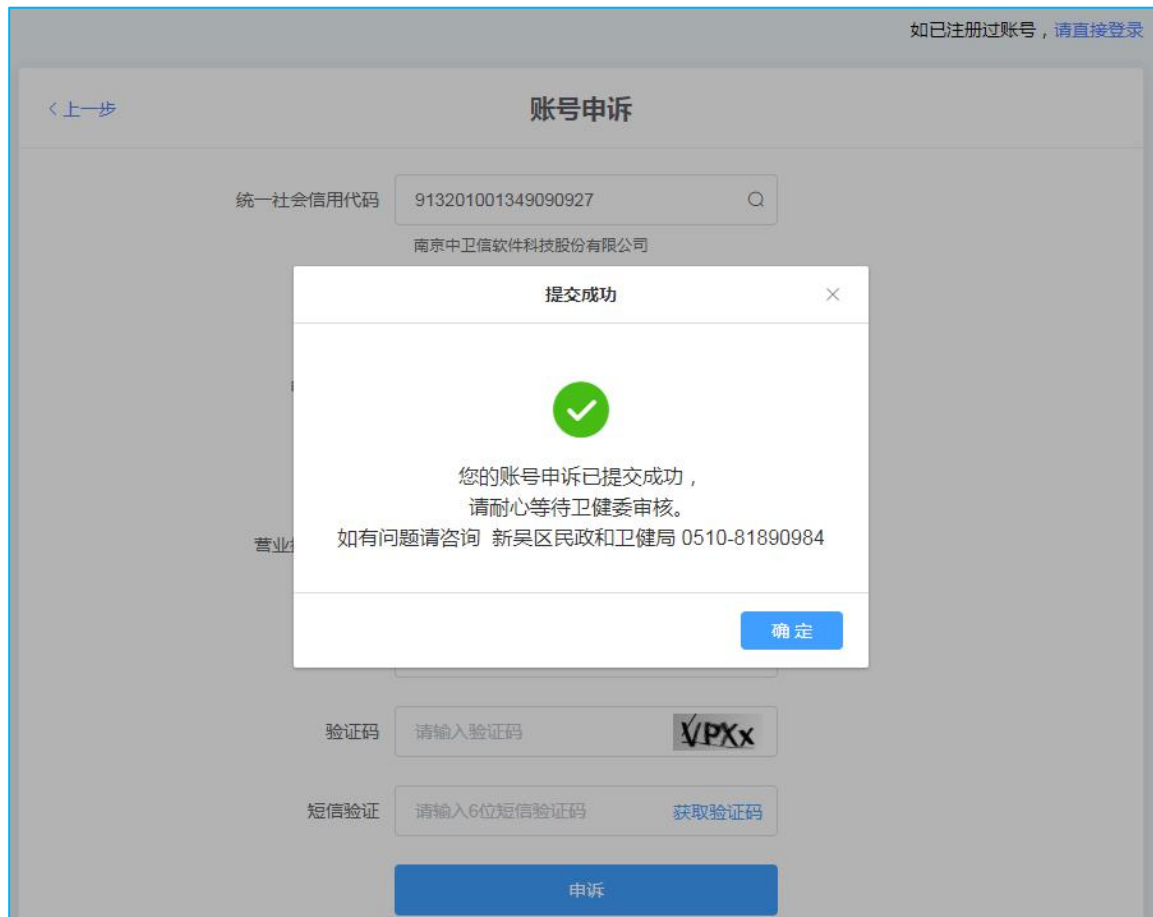 如已注册过账号，请直接登录
<上一步
账号申诉
统一社会信用代码 913201001349090927
南京中卫信软件科技股份有限公司
提交成功
您的账号申诉已提交成功，
请耐心等待卫健委审核。
营业
如有问题请咨询 新吴区民政和卫健局 0510-81890984
确定
验证码 请输入验证码 VPXx
短信验证 请输入6位短信验证码 获取验证码
申诉